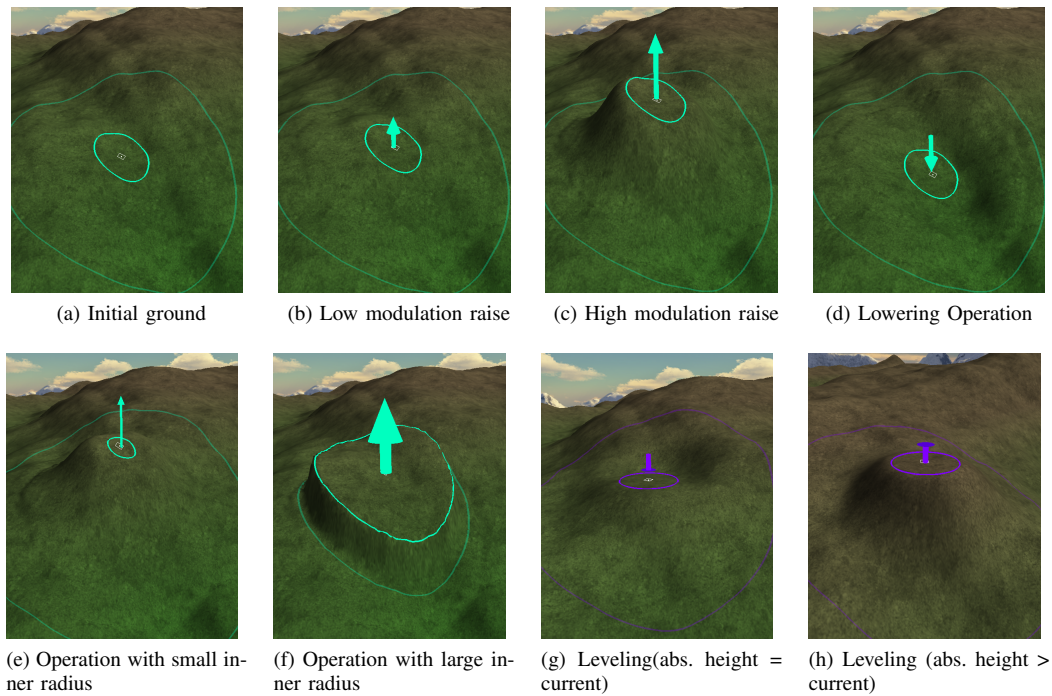 (a) Initial ground
(b) Low modulation raise
(c) High modulation raise
(d) Lowering Operation
(e) Operation with small in-
ner radius
(f) Operation with large in-
ner radius
(g) Leveling(abs. height =
current)
(h) Leveling (abs. height >
current)